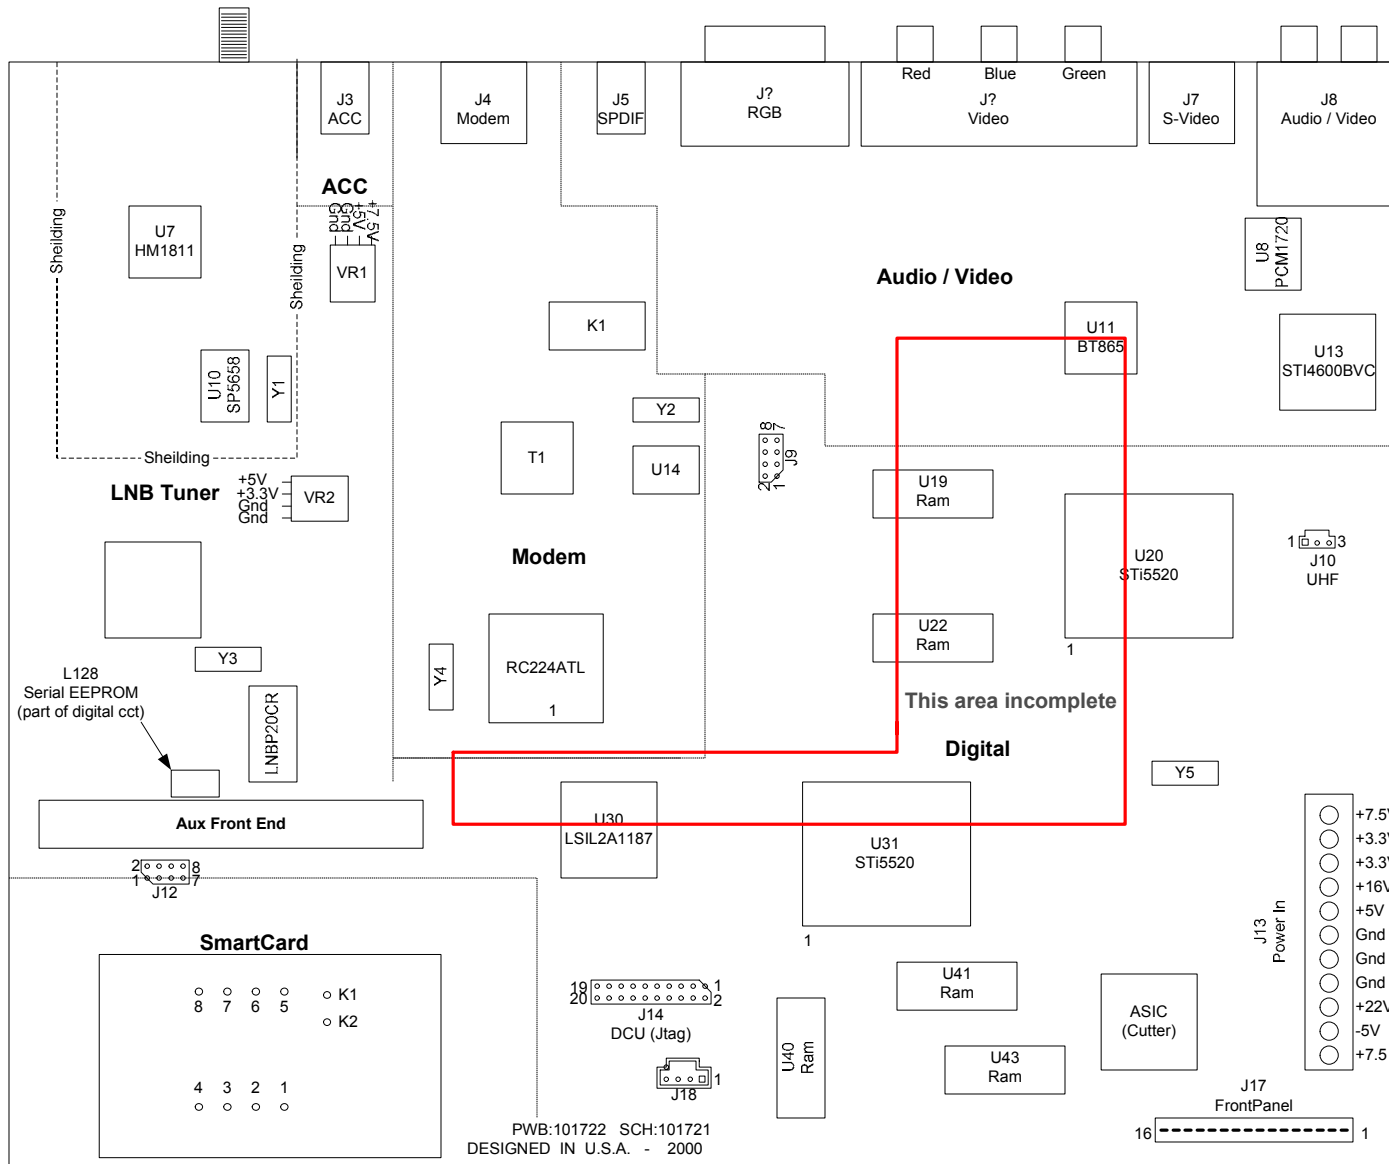 Red
Blue
Green
J3
ACC
J4
Modem
J5
SPDIF
J?
RGB
J?
Video
J7
S-Video
J8
Audio / Video
ACC
Gnd
Gnd
+5V
+7.5V
VR1
U7
HM1811
Sheilding
Sheilding
Sheilding
U10
SP5658
Y1
K1
Audio / Video
U8
PCM1720
U11
BT865
U13
STI4600BVC
Y2
T1
U14
8
7
J9
2
1
U19
Ram
U20
STi5520
1
1
3
J10
UHF
LNB Tuner
+5V
+3.3V
Gnd
Gnd
VR2
Modem
U22
Ram
RC224ATL
1
Y4
Y3
L128
Serial EEPROM
(part of digital cct)
LNBP20CR
This area incomplete
Digital
Y5
Aux Front End
U30
LSIL2A1187
U31
STi5520
1
2
8
1
7
J12
J13
Power In
+7.5V
+3.3V
+3.3V
+16V
+5V
Gnd
Gnd
Gnd
+22V
-5V
+7.5
SmartCard
8
7
6
5
K1
K2
4
3
2
1
19
1
20
2
J14
DCU (Jtag)
1
J18
U40
Ram
U41
Ram
U43
Ram
ASIC
(Cutter)
J17
FrontPanel
16
1
PWB:101722 SCH:101721
DESIGNED IN U.S.A. - 2000